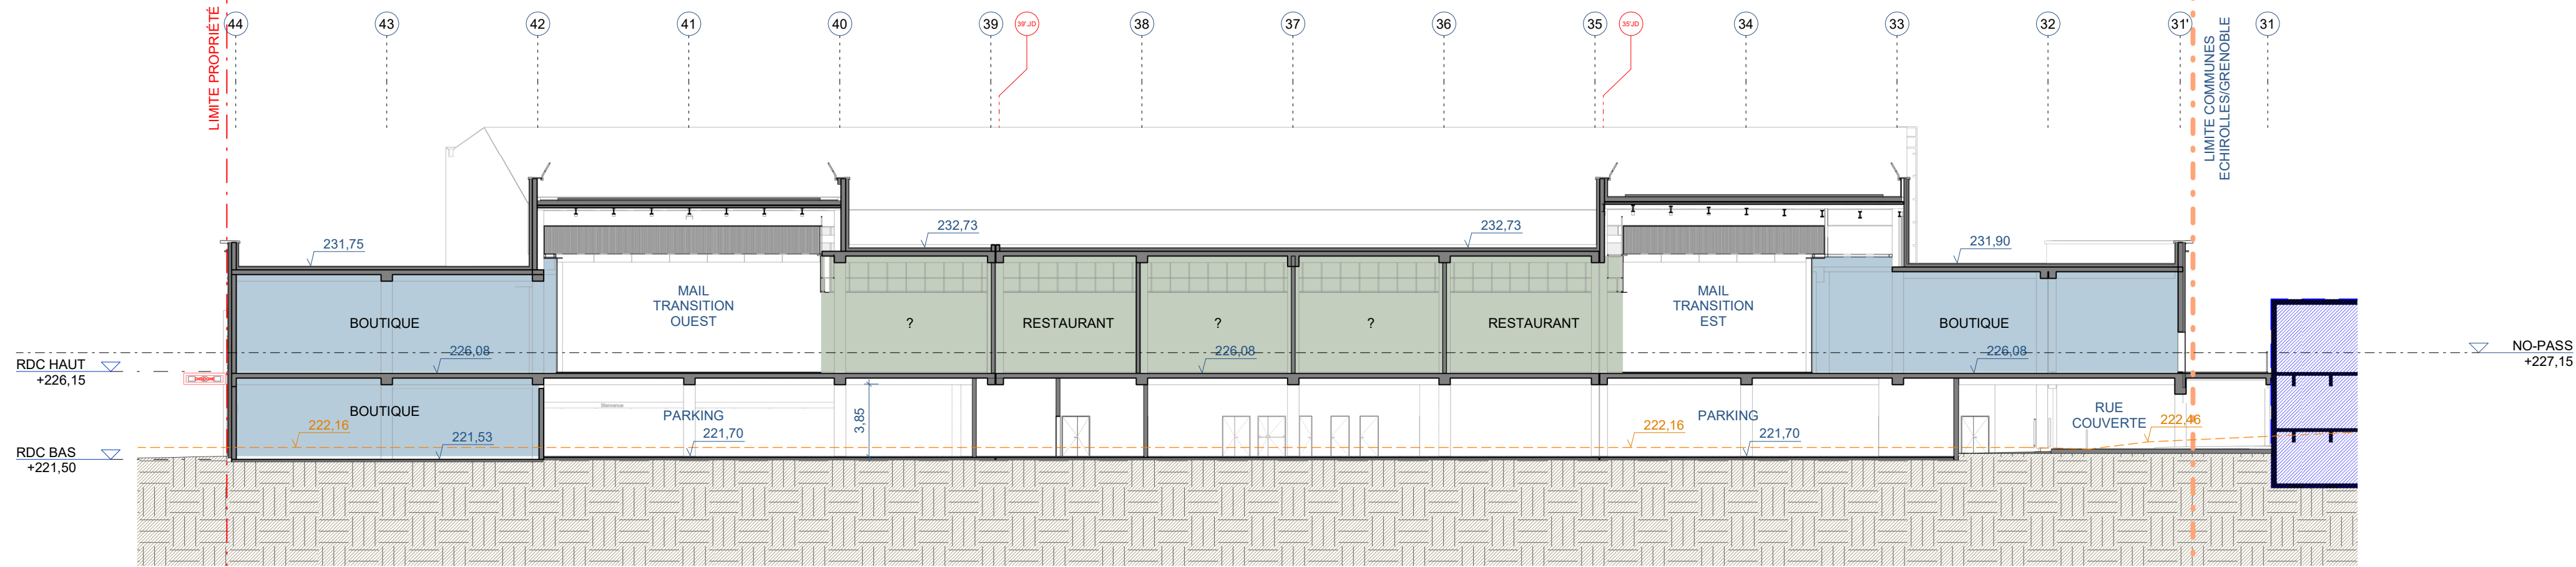 44
43
42
41
40
39
39'JD
38
37
36
35
35'JD
34
33
32
31'
31
LIMITE PROPRIÉTÉ
LIMITE COMMUNES
ECHIROLLES/GRENOBLE
231,75
232,73
232,73
231,90
MAIL
TRANSITION
OUEST
MAIL
TRANSITION
EST
BOUTIQUE
?
RESTAURANT
?
?
RESTAURANT
BOUTIQUE
226,08
226,08
226,08
RDC HAUT
+226,15
NO-PASS
+227,15
BOUTIQUE
Bienvenue
PARKING
3,85
PARKING
RUE
COUVERTE
222,16
221,53
221,70
222,16
221,70
222,46
RDC BAS
+221,50